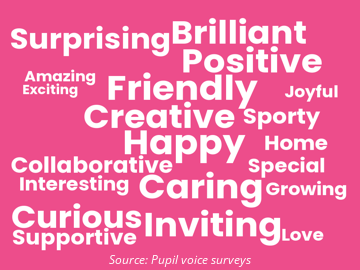 Surprising Brilliant
Positive
Amazing
Exciting
Friendly Joyful
Creative Sporty
Happy Home
Collaborative Special
Interesting Caring Growing
Curious Inviting
Supportive Love
Source: Pupil voice surveys